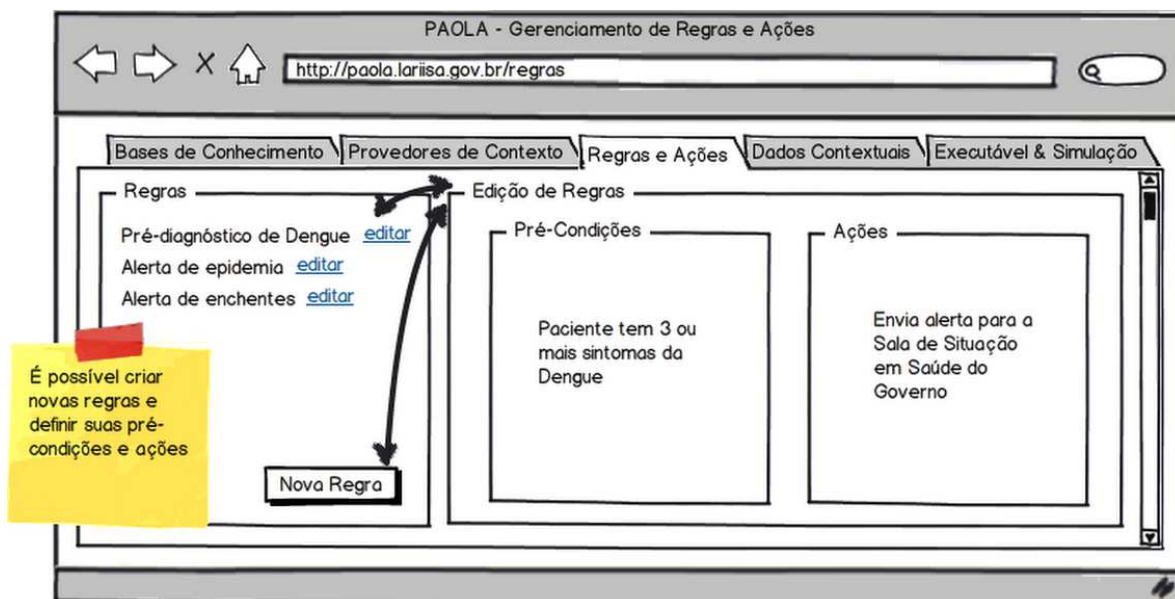 PAOLA - Gerenciamento de Regras e Ações
http://paola.lariisa.gov.br/regras
Bases de Conhecimento
Provedores de Contexto
Regras e Ações
Dados Contextuais
Executável & Simulação
Regras
Pré-diagnóstico de Dengue editar
Alerta de epidemia editar
Alerta de enchentes editar
Nova Regra
É possível criar
novas regras e
definir suas pré-
condições e ações
Edição de Regras
Pré-Condições
Paciente tem 3 ou
mais sintomas da
Dengue
Ações
Envia alerta para a
Sala de Situação
em Saúde do
Governo